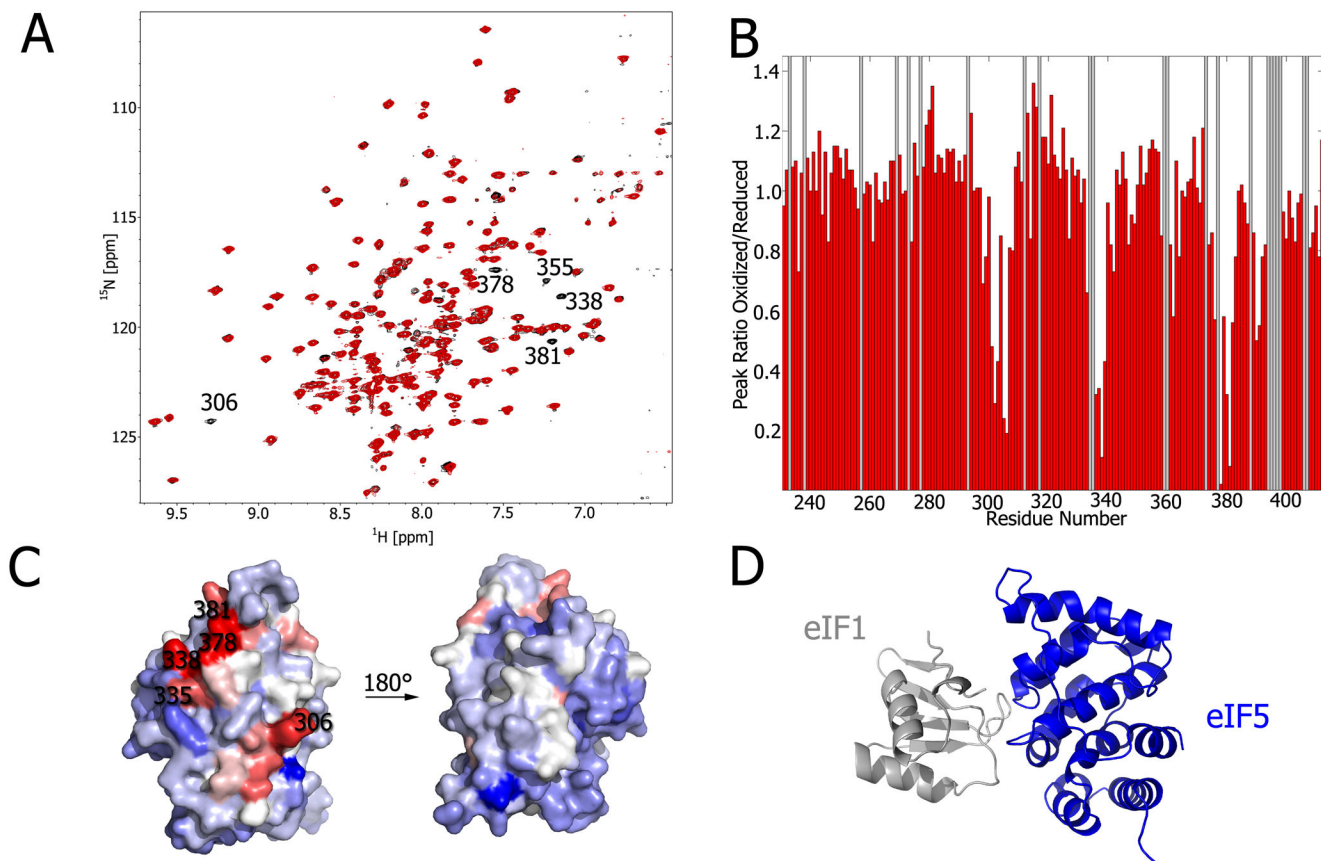 A
110
115
120
125
¹⁵N [ppm]
9.5 9.0 8.5 8.0 7.5 7.0
¹H [ppm]
355
378
338
381
306
B
1.4
1.2
1.0
0.8
0.6
0.4
0.2
Peak Ratio Oxidized/Reduced
240 260 280 300 320 340 360 380 400
Residue Number
C
381
378
338
335
306
180°
D
eIF1
eIF5